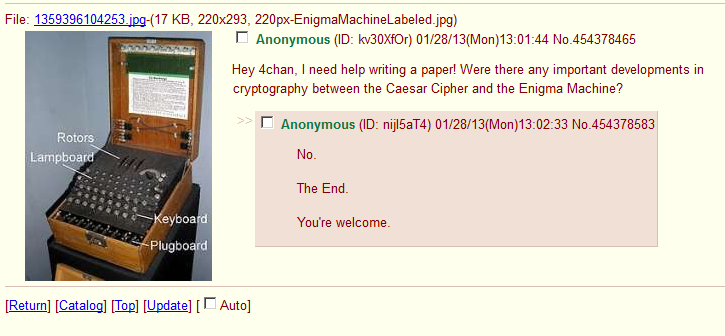 File: 1359396104253.jpg-(17 KB, 220x293, 220px-EnigmaMachineLabeled.jpg)
Anonymous (ID: kv30XfOr) 01/28/13(Mon)13:01:44 No.454378465
Hey 4chan, I need help writing a paper! Were there any important developments in
cryptography between the Caesar Cipher and the Enigma Machine?
>> Anonymous (ID: nijl5aT4) 01/28/13(Mon)13:02:33 No.454378583
No.
The End.
You're welcome.
Rotors
Lampboard
Keyboard
Plugboard
[Return] [Catalog] [Top] [Update] [ Auto]